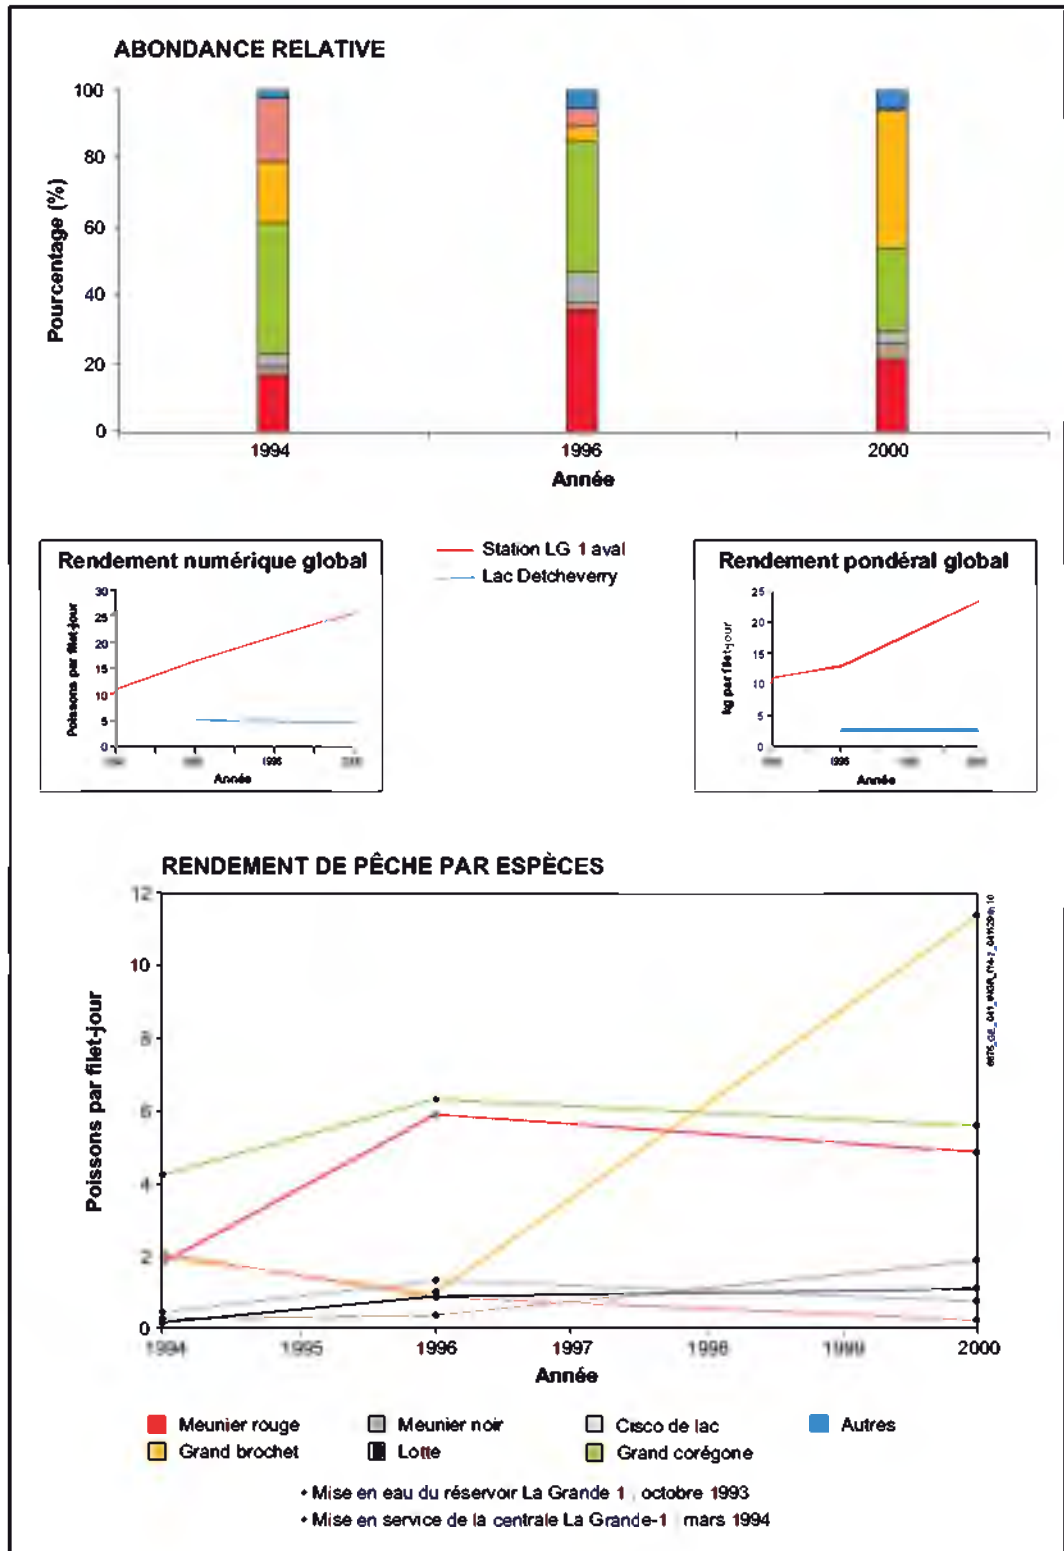 ABONDANCE RELATIVE
Pourcentage (%)
100
80
60
40
20
0
1994
1996
2000
Année
Rendement numérique global
Poissons par filet-jour
30
25
20
15
10
5
0
1996
Année
Station LG 1 aval
Lac Detcheverry
Rendement pondéral global
kg par filet-jour
25
20
15
10
5
0
1996
Année
RENDEMENT DE PÊCHE PAR ESPÈCES
Poissons par filet-jour
12
10
8
6
4
2
0
1994
1995
1996
1997
1998
1999
2000
Année
Meunier rouge
Meunier noir
Cisco de lac
Autres
Grand brochet
Lotte
Grand corégone
• Mise en eau du réservoir La Grande 1 , octobre 1993
• Mise en service de la centrale La Grande-1 , mars 1994